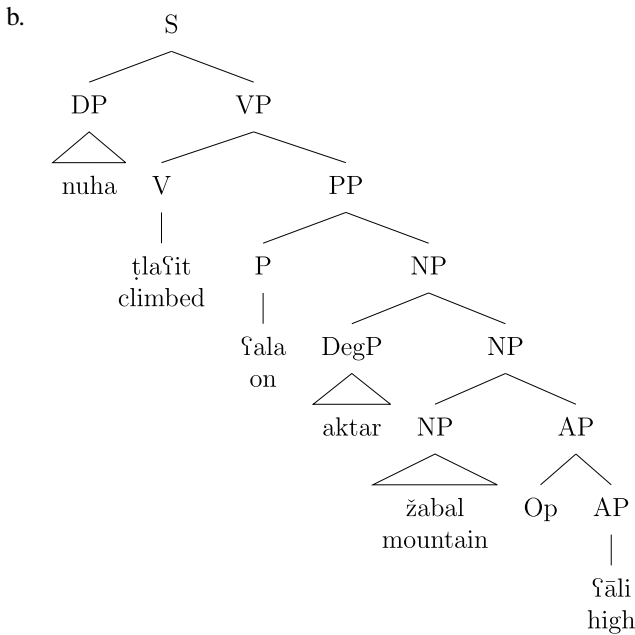 b.
S
DP VP
nuha V PP
ṭlaʕit P NP
climbed
ʕala DegP NP
on
aktar NP AP
žabal Op AP
mountain
ʕāli
high